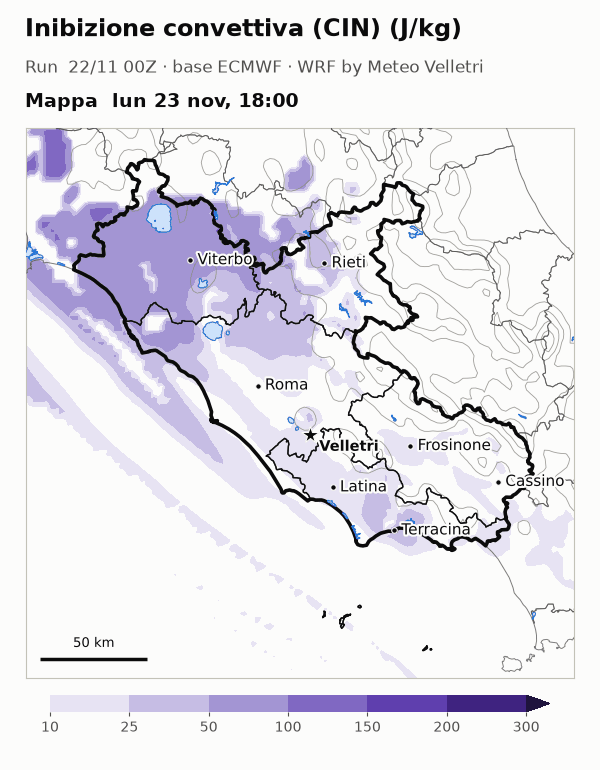 Inibizione convettiva (CIN) (J/kg)
Run  22/11 00Z · base ECMWF · WRF by Meteo Velletri
Mappa  lun 23 nov, 18:00
Viterbo
Rieti
Roma
Velletri
Frosinone
Cassino
Latina
Terracina
50 km
10 25 50 100 150 200 300